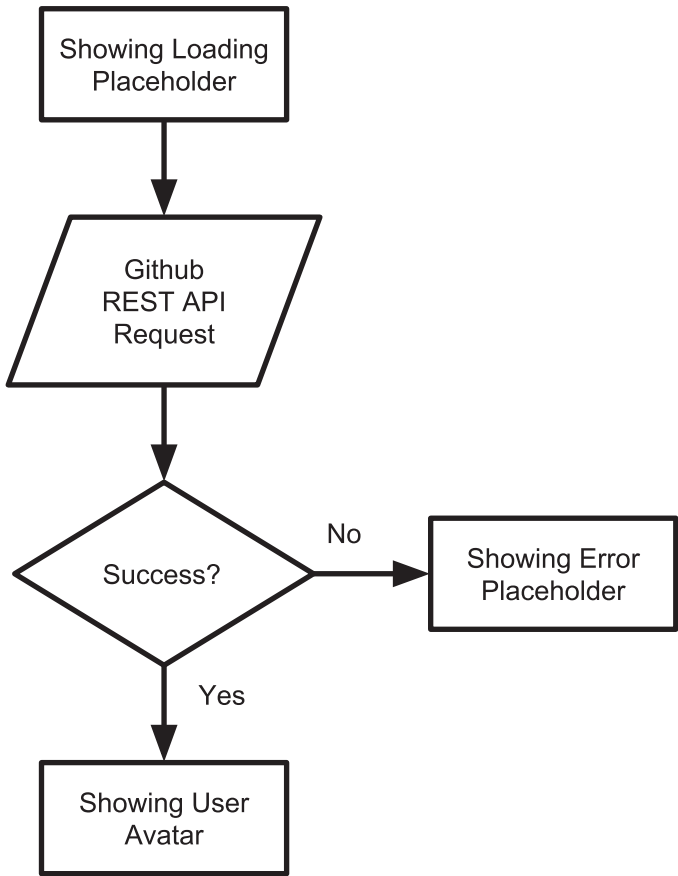 Showing Loading
Placeholder
Github
REST API
Request
Success?
No
Showing Error
Placeholder
Yes
Showing User
Avatar